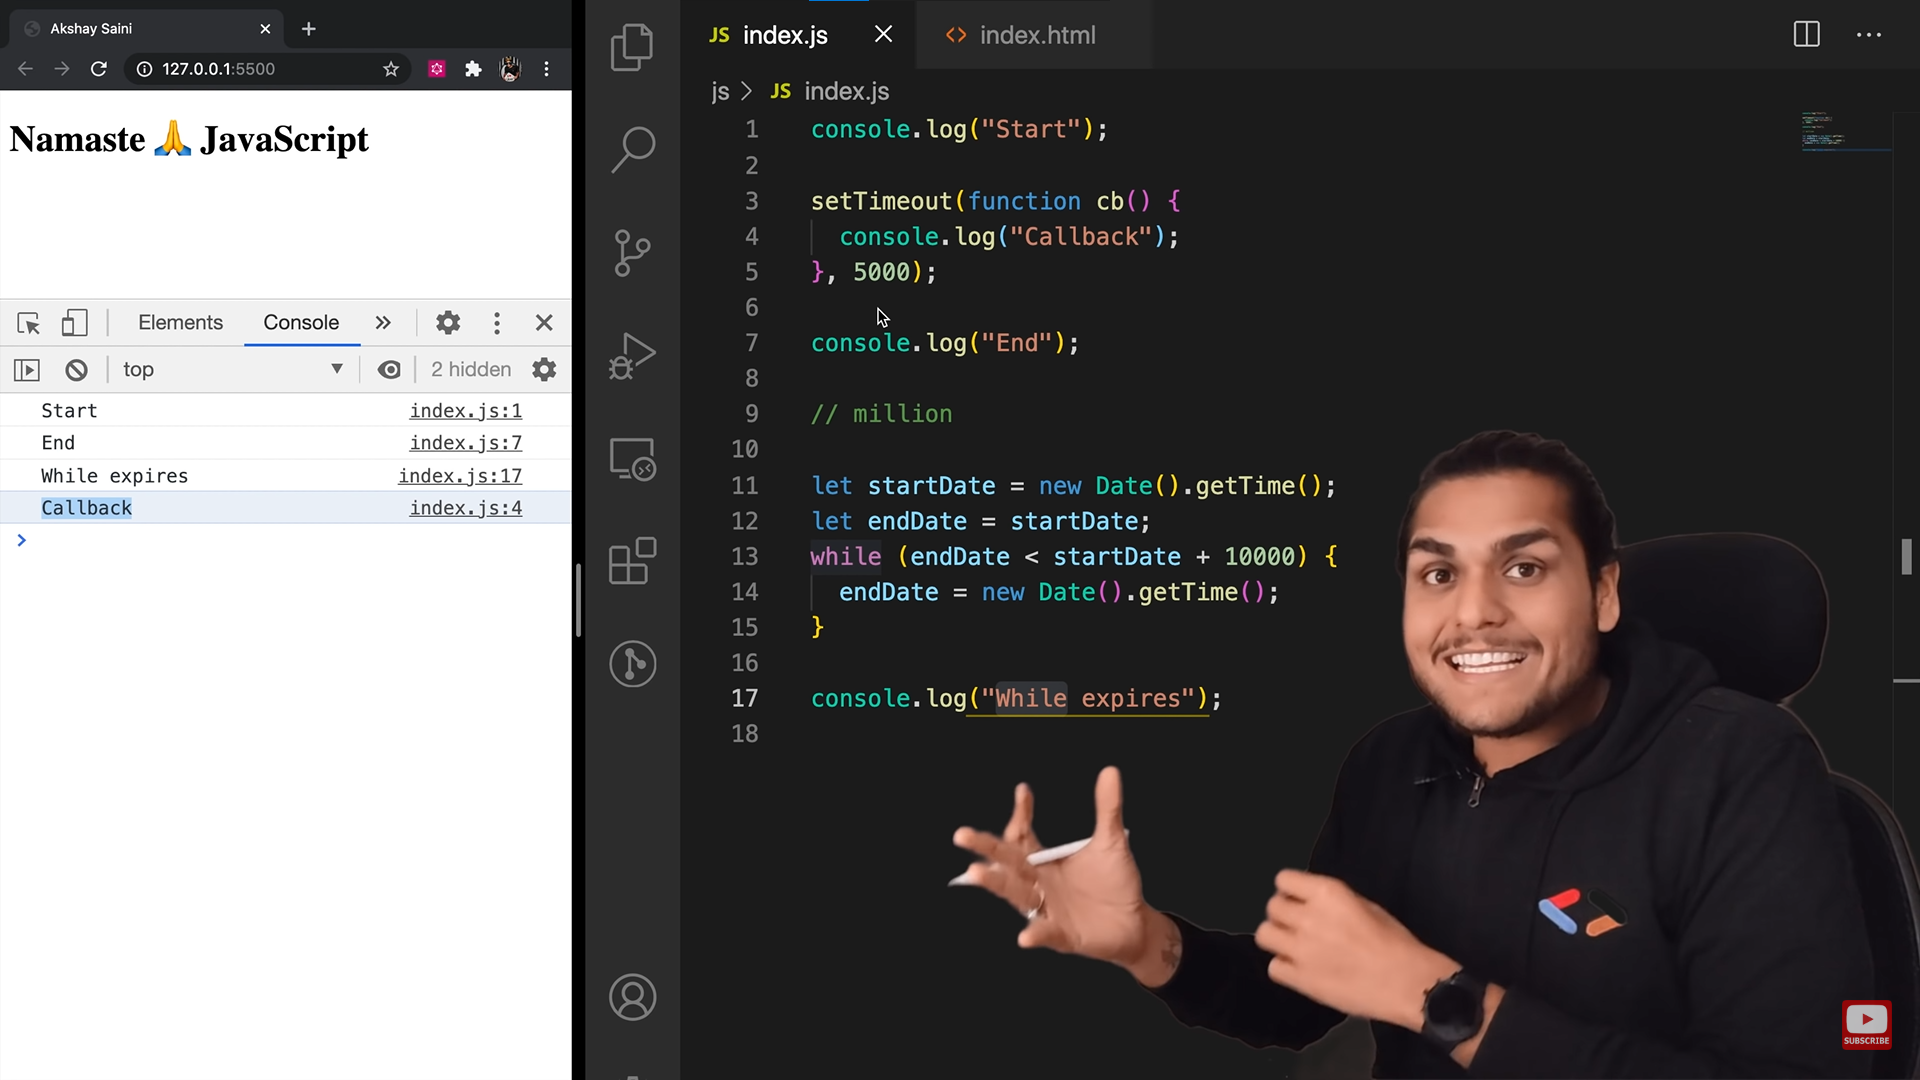 Akshay Saini
127.0.0.1:5500
Namaste 🙏 JavaScript
Elements Console
top 2 hidden
Start index.js:1
End index.js:7
While expires index.js:17
Callback index.js:4
JS index.js <> index.html
js > JS index.js
1 console.log("Start");
2
3 setTimeout(function cb() {
4 console.log("Callback");
5 }, 5000);
6
7 console.log("End");
8
9 // million
10
11 let startDate = new Date().getTime();
12 let endDate = startDate;
13 while (endDate < startDate + 10000) {
14 endDate = new Date().getTime();
15 }
16
17 console.log("While expires");
18
SUBSCRIBE